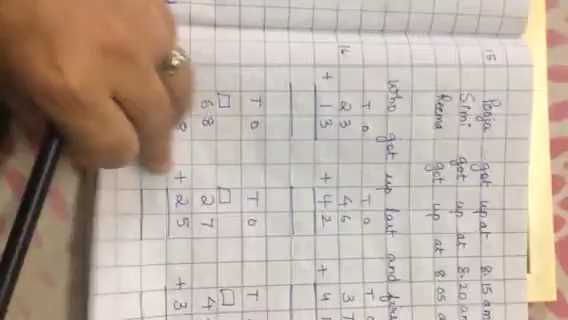 15 Pooja got up at 8.15 am
Simi got up at 8.20 am
Reema got up at 8.05 a
Who got up last and
T O T O T
16 2 3 4 6 3
+ 1 3 + 4 2 + 4
T O T O T
6 8 2 7 4
+ 2 5 + 3